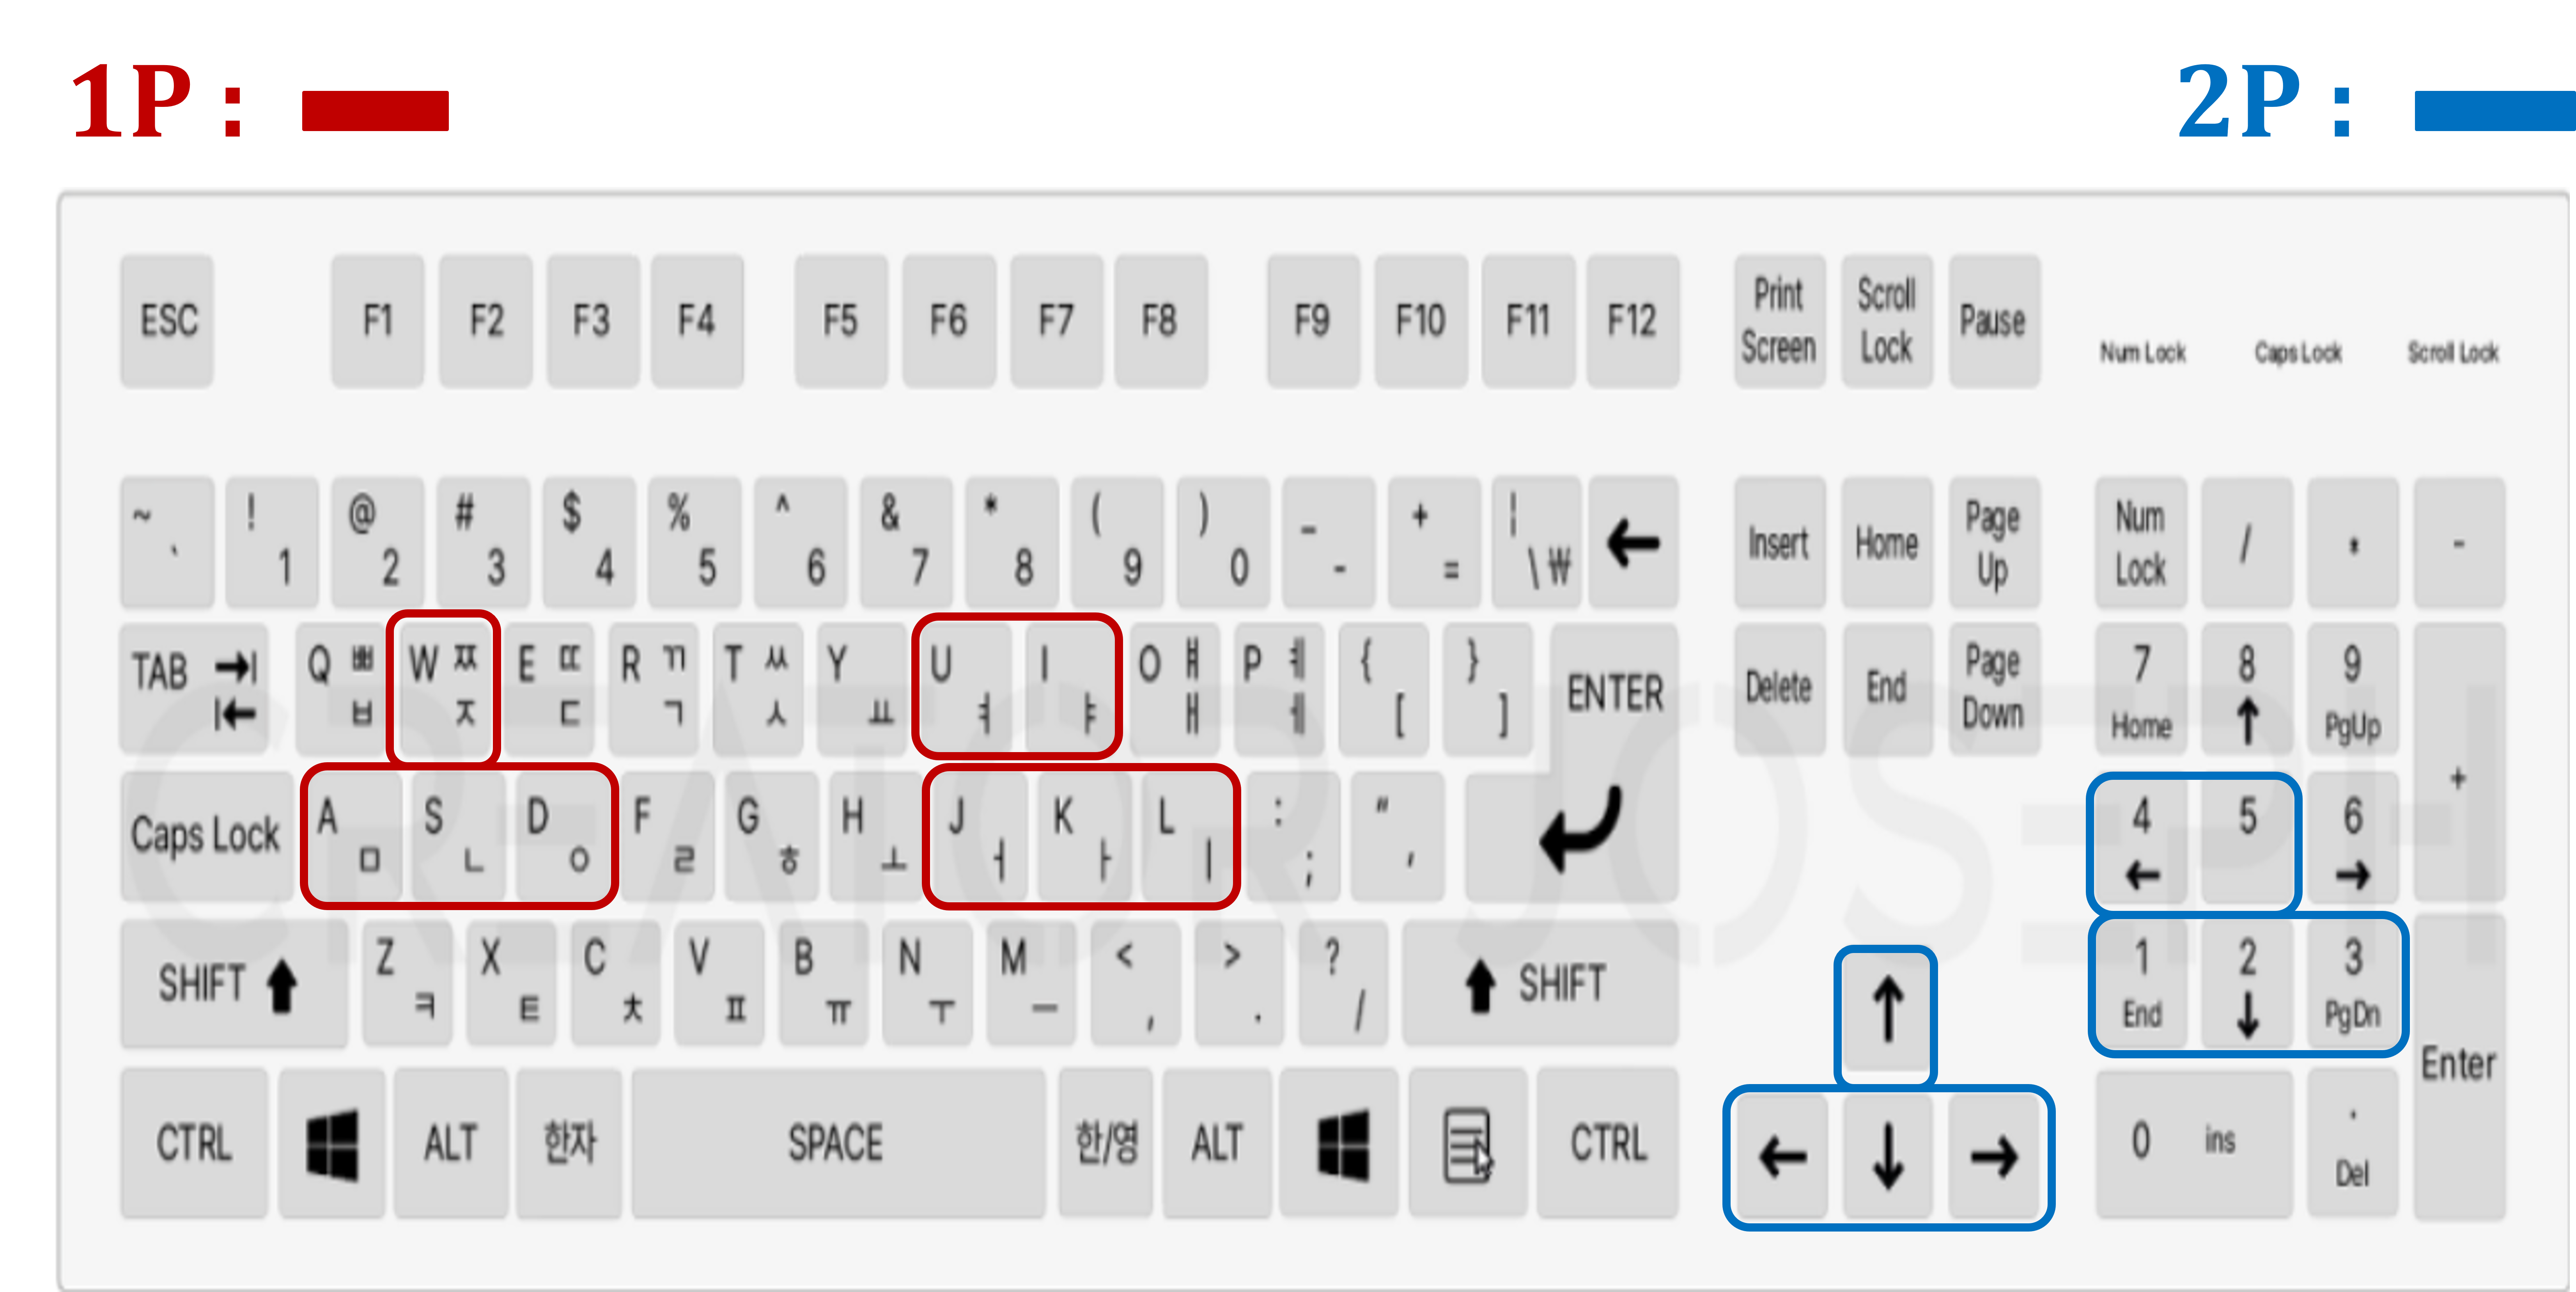 1P :
2P :
ESC F1 F2 F3 F4 F5 F6 F7 F8 F9 F10 F11 F12 Print Screen Scroll Lock Pause Num Lock Caps Lock Scroll Lock
~ ` ! 1 @ 2 # 3 $ 4 % 5 ^ 6 & 7 * 8 ( 9 ) 0 _ - + = ¦ \ ₩ ← Insert Home Page Up Num Lock / * -
TAB →| |← Q ㅃ ㅂ W ㅉ ㅈ E ㄸ ㄷ R ㄲ ㄱ T ㅆ ㅅ Y ㅛ U ㅕ I ㅑ O ㅒ ㅐ P ㅖ ㅔ { [ } ] ENTER Delete End Page Down 7 Home 8 ↑ 9 PgUp +
Caps Lock A ㅁ S ㄴ D ㅇ F ㄹ G ㅎ H ㅗ J ㅓ K ㅏ L ㅣ : ; “ ‘ 4 ← 5 6 →
SHIFT Z ㅋ X ㅌ C ㅊ V ㅍ B ㅠ N ㅜ M ㅡ < , > . ? / SHIFT ↑ 1 End 2 ↓ 3 PgDn Enter
CTRL ALT 한자 SPACE 한/영 ALT CTRL ← ↓ → 0 ins . Del
CREATOR JOSEPH